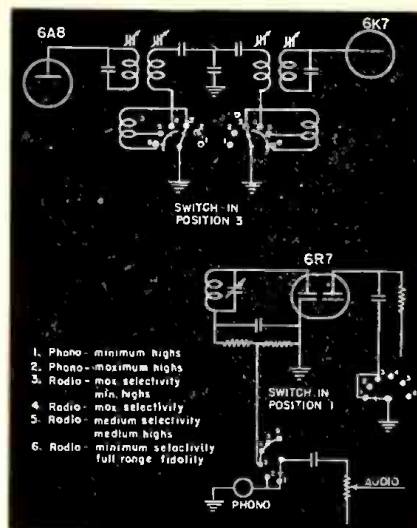 6A8
6K7
SWITCH IN
POSITION 3
6R7
1. Phono - minimum highs
2. Phono - maximum highs
3. Radio - max. selectivity
min. highs
4. Radio - max. selectivity
5. Radio - medium selectivity
medium highs
6. Radio - minimum selectivity
full range fidelity
SWITCH IN
POSITION 1
PHONO
AUDIO